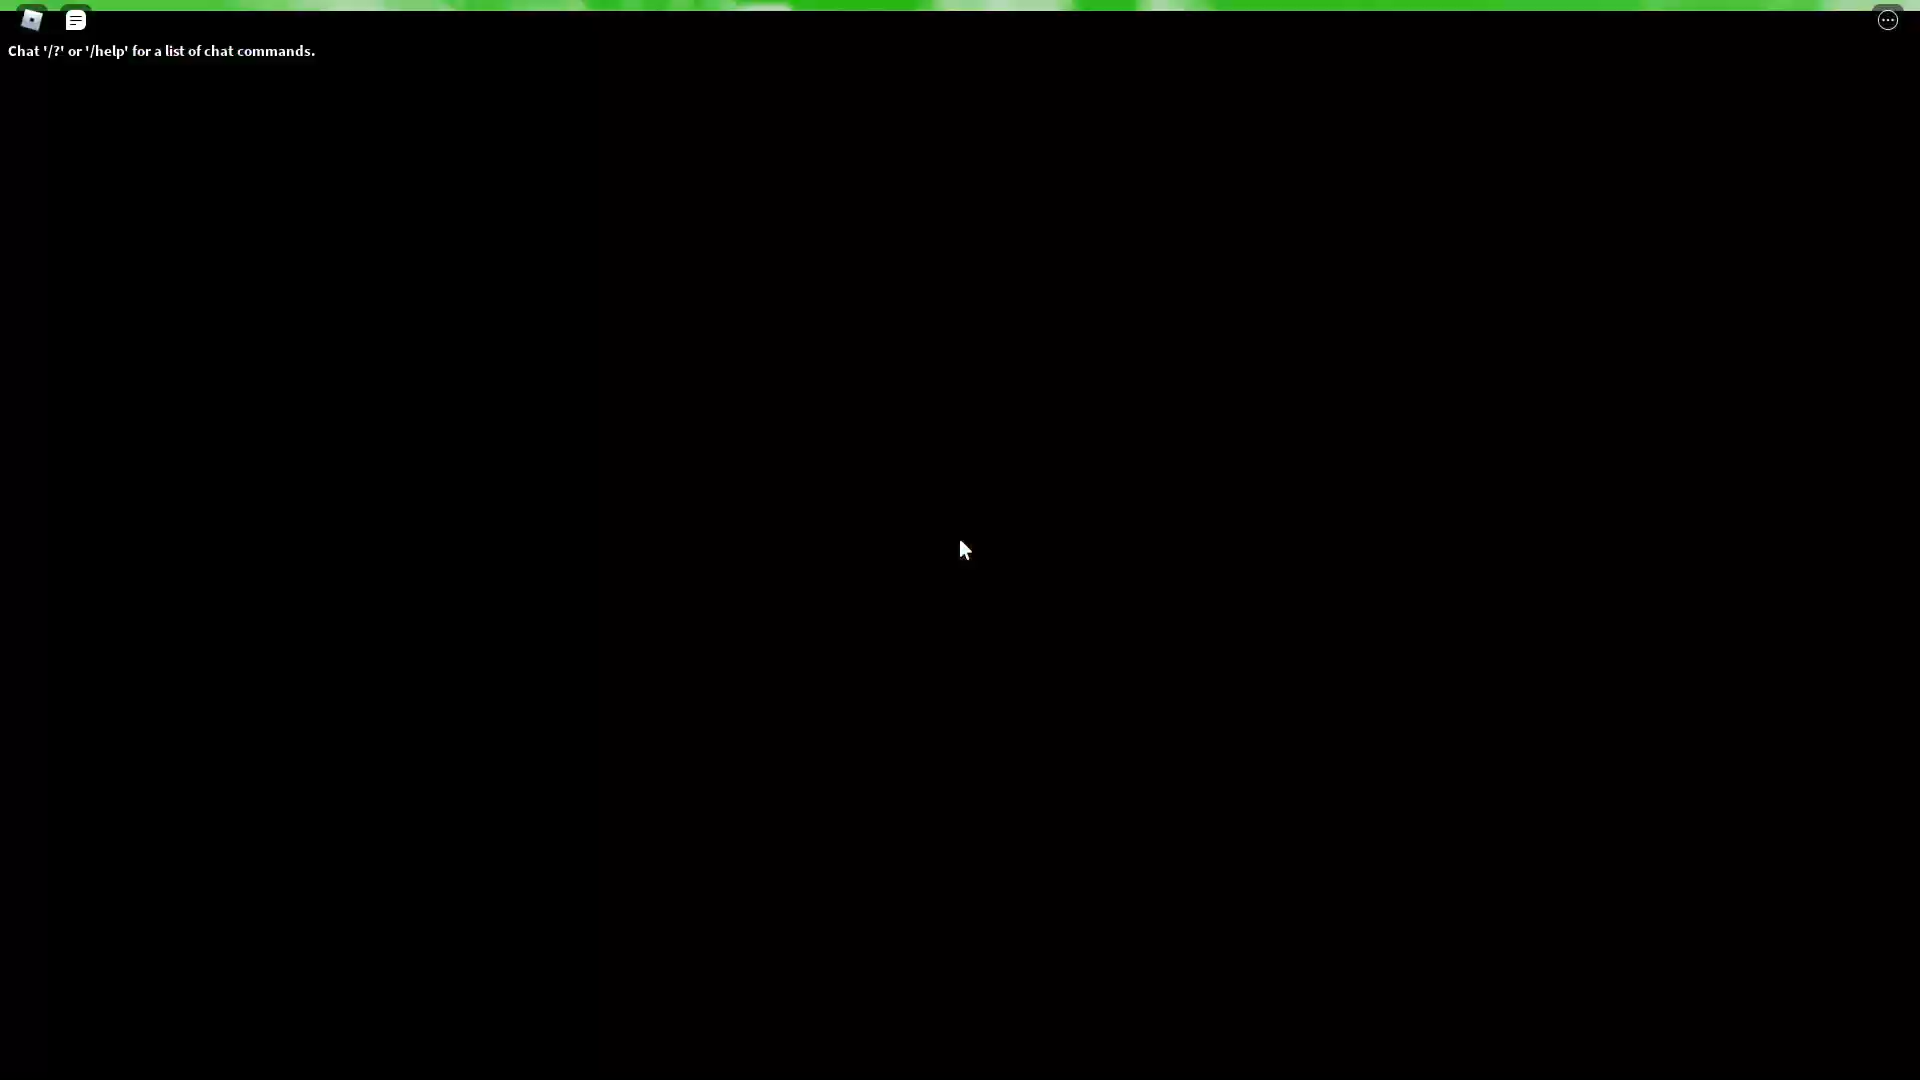 Chat '/?' or '/help' for a list of chat commands.